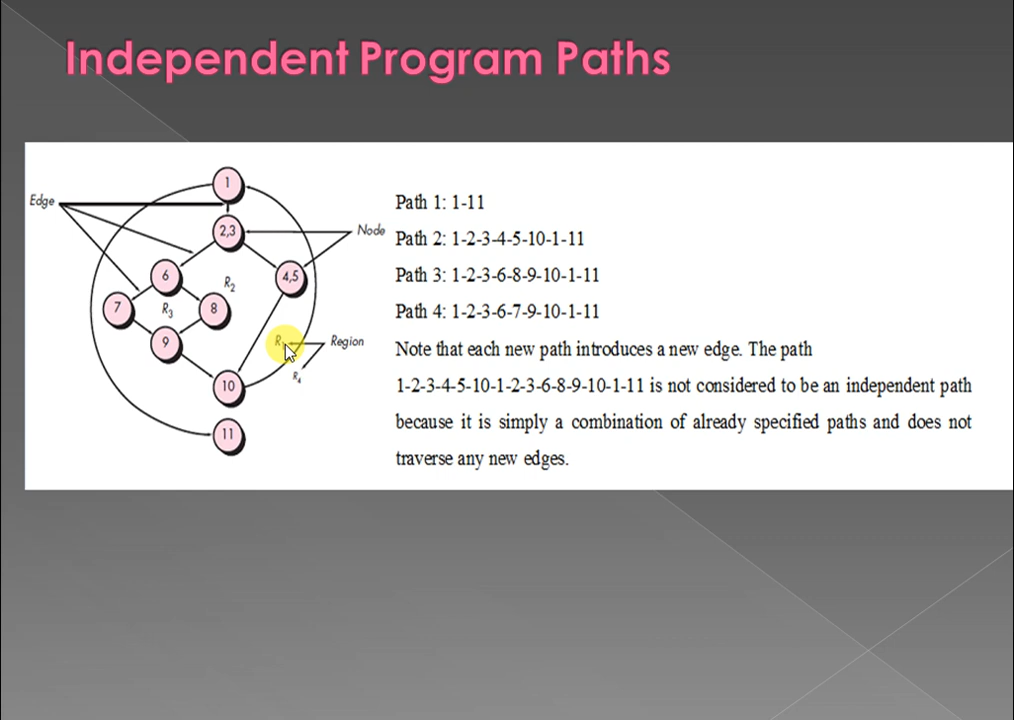 Independent Program Paths
1
Edge
2,3
Node
6
4,5
R2
7
R3
8
9
R
Region
R4
10
11
Path 1: 1-11
Path 2: 1-2-3-4-5-10-1-11
Path 3: 1-2-3-6-8-9-10-1-11
Path 4: 1-2-3-6-7-9-10-1-11
Note that each new path introduces a new edge. The path
1-2-3-4-5-10-1-2-3-6-8-9-10-1-11 is not considered to be an independent path
because it is simply a combination of already specified paths and does not
traverse any new edges.